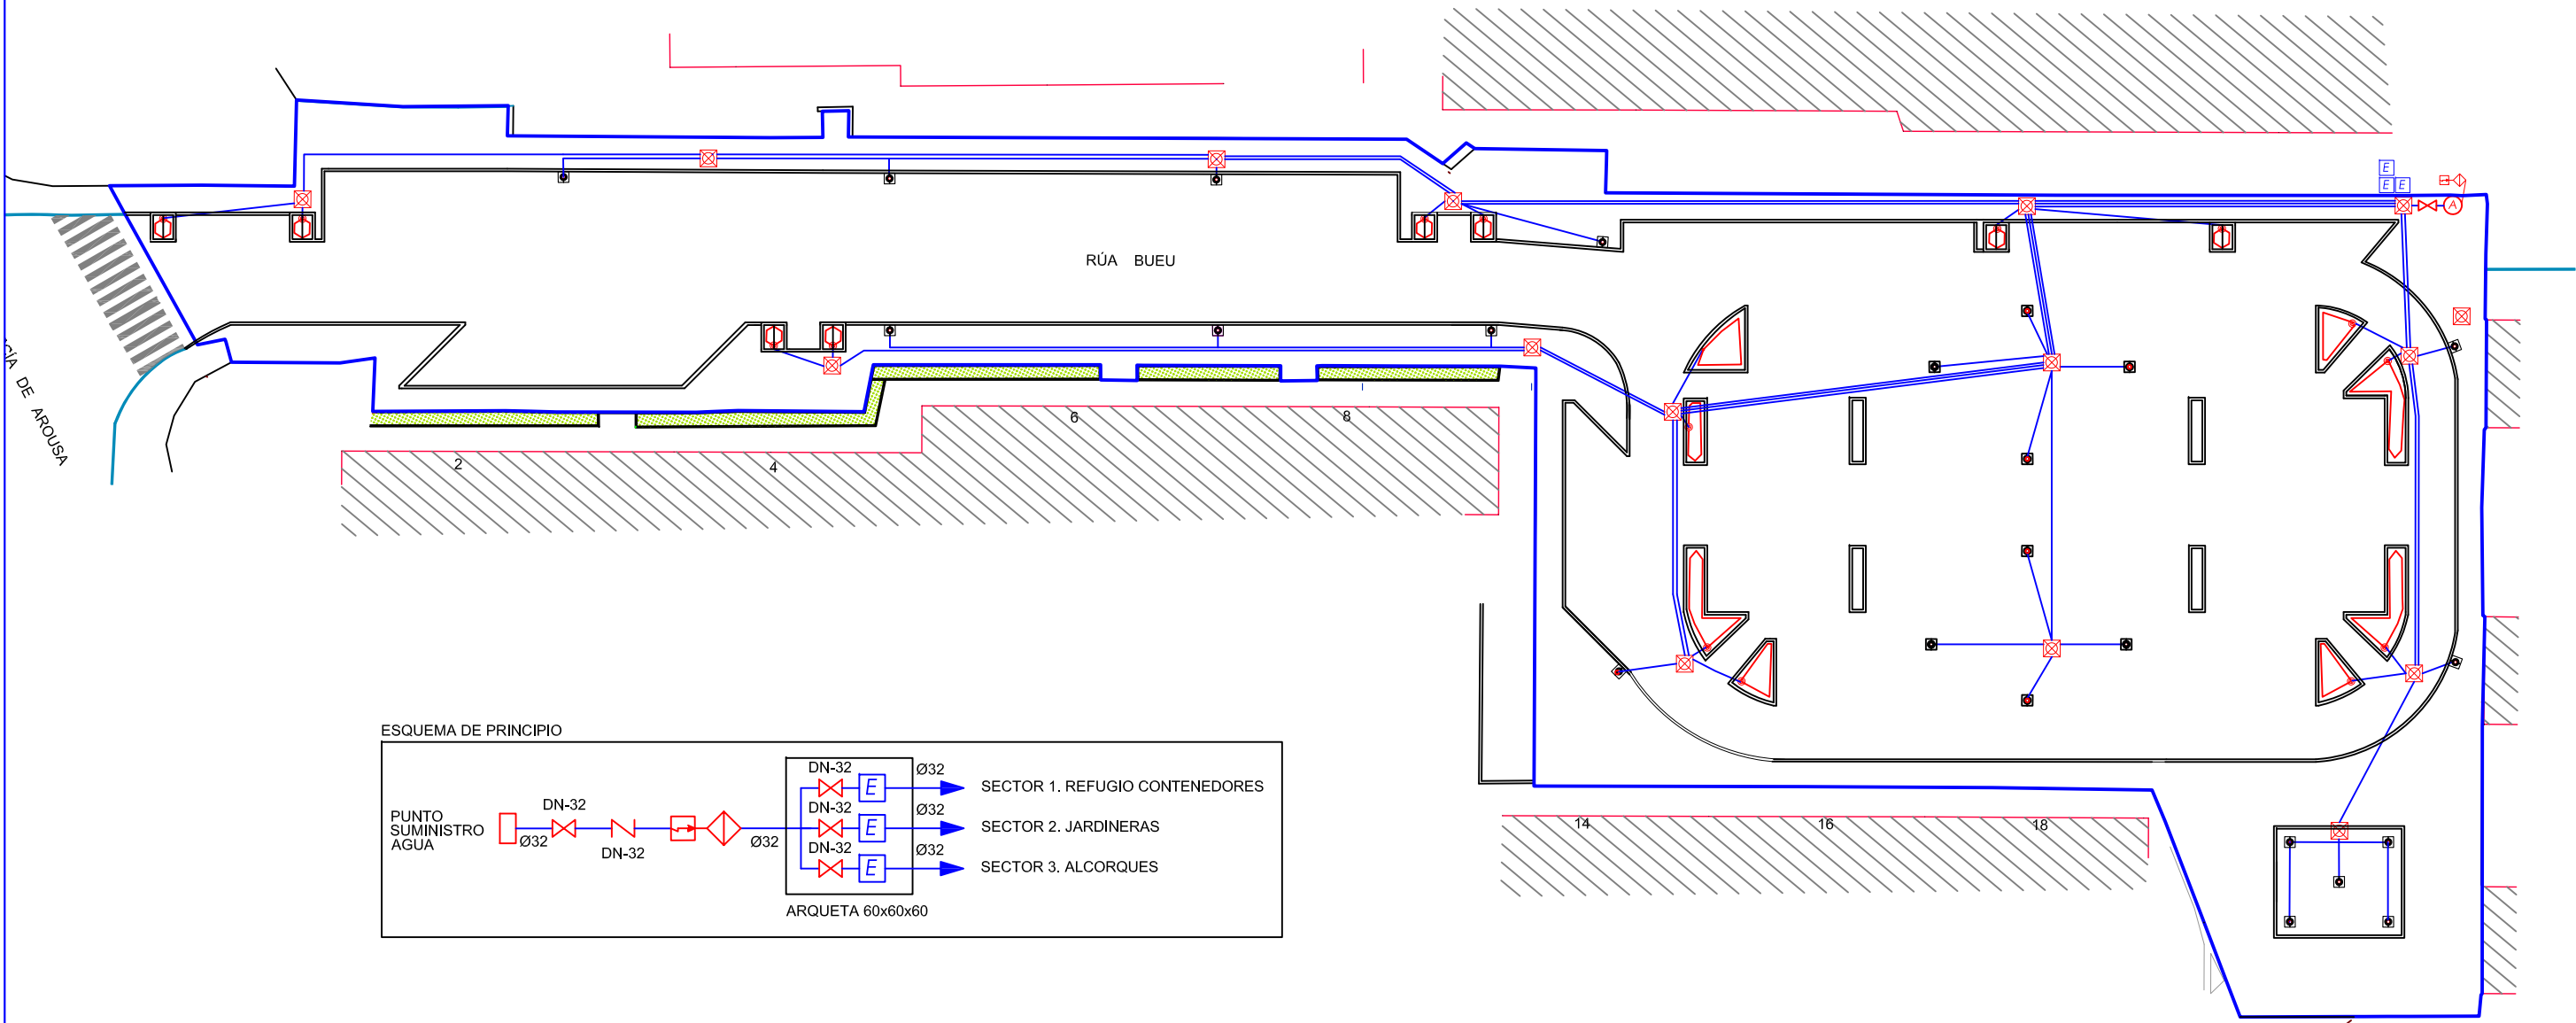 E
E E
A
RÚA BUEU
DE AROUSA
6
8
2
4
ESQUEMA DE PRINCIPIO
PUNTO
SUMINISTRO
AGUA
Ø32
DN-32
DN-32
Ø32
DN-32
E
Ø32
SECTOR 1. REFUGIO CONTENEDORES
DN-32
E
Ø32
SECTOR 2. JARDINERAS
DN-32
E
Ø32
SECTOR 3. ALCORQUES
ARQUETA 60x60x60
14
16
18